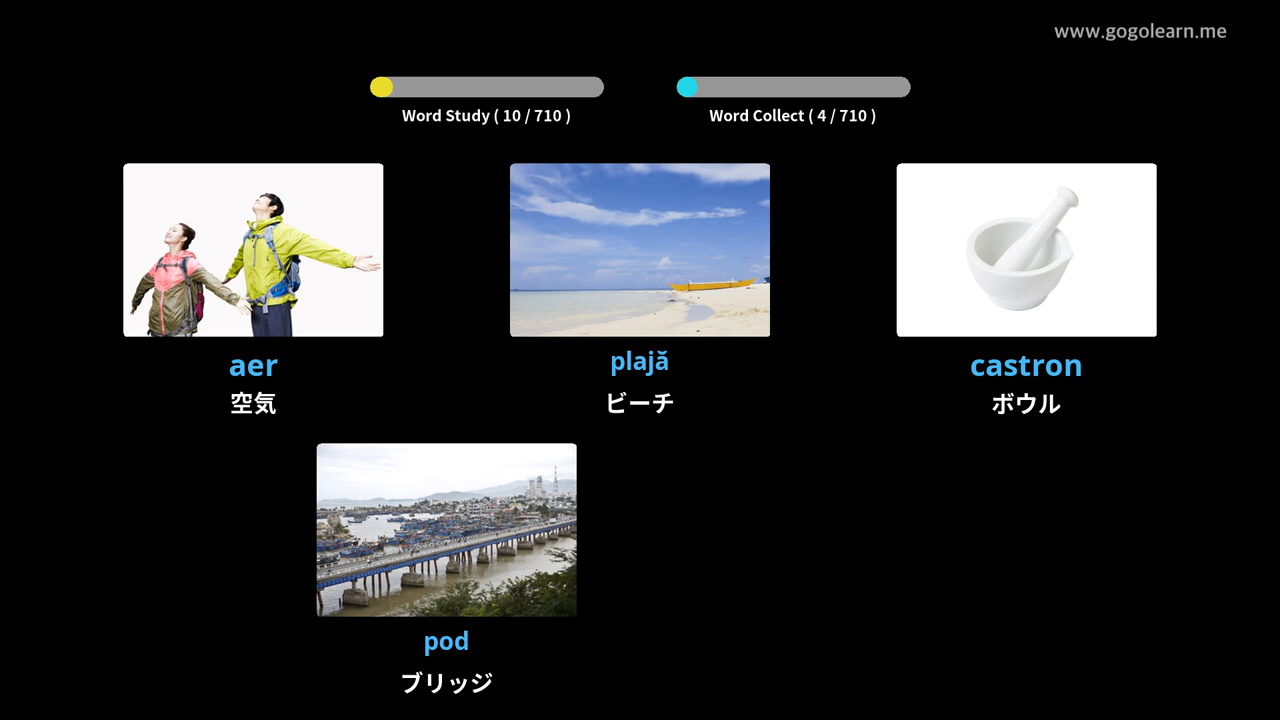 www.gogolearn.me
Word Study ( 10 / 710 )
Word Collect ( 4 / 710 )
aer
空気
plajă
ビーチ
castron
ボウル
pod
ブリッジ